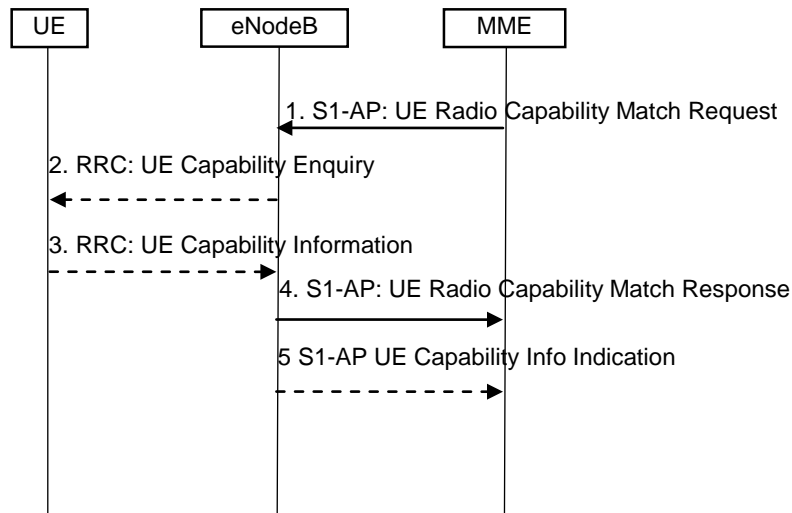 UE
eNodeB
MME
1. S1-AP: UE Radio Capability Match Request
2. RRC: UE Capability Enquiry
3. RRC: UE Capability Information
4. S1-AP: UE Radio Capability Match Response
5 S1-AP UE Capability Info Indication